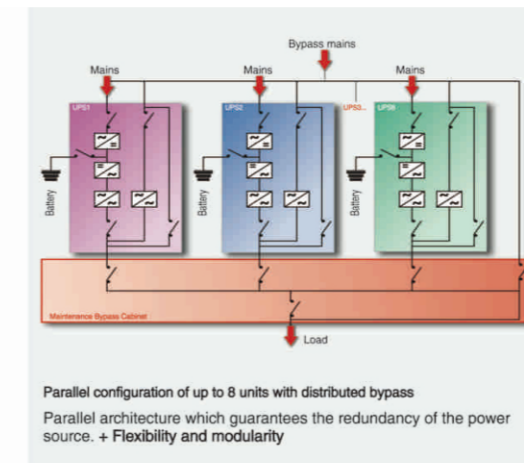 Bypass mains
Mains
Mains
Mains
UPS1
UPS2
UPS3...
UPS8
Battery
Battery
Battery
Maintenence Bypass Cabinet
Load
Parallel configuration of up to 8 units with distributed bypass
Parallel architecture which guarantees the redundancy of the power
source. + Flexibility and modularity